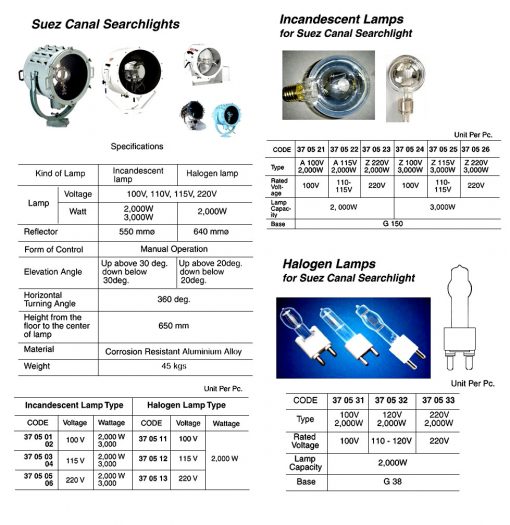 Suez Canal Searchlights
Specifications
Kind of Lamp Incandescent lamp Halogen lamp
Lamp Voltage 100V, 110V, 115V, 220V
Watt 2,000W 3,000W 2,000W
Reflector 550 mmø 640 mmø
Form of Control Manual Operation
Elevation Angle Up above 30 deg. down below 30deg. Up above 20deg. down below 20deg.
Horizontal Turning Angle 360 deg.
Height from the floor to the center of lamp 650 mm
Material Corrosion Resistant Aluminium Alloy
Weight 45 kgs
Unit Per Pc.
Incandescent Lamp Type Halogen Lamp Type
CODE Voltage Wattage CODE Voltage Wattage
37 05 01 02 100 V 2,000 W 3,000 37 05 11 100 V 2,000 W
37 05 03 04 115 V 2,000 W 3,000 37 05 12 115 V
37 05 05 06 220 V 2,000 W 3,000 37 05 13 220 V
Incandescent Lamps
for Suez Canal Searchlight
Unit Per Pc.
CODE 37 05 21 37 05 22 37 05 23 37 05 24 37 05 25 37 05 26
Type A 100V 2,000W A 115V 2,000W Z 220V 2,000W Z 100V 3,000W Z 115V 3,000W Z 220V 3,000W
Rated Volt-age 100V 110-115V 220V 100V 110-115V 220V
Lamp Capac-ity 2, 000W 3,000W
Base G 150
Halogen Lamps
for Suez Canal Searchlight
Unit Per Pc.
CODE 37 05 31 37 05 32 37 05 33
Type 100V 2,000W 120V 2,000W 220V 2,000W
Rated Voltage 100V 110 - 120V 220V
Lamp Capacity 2,000W
Base G 38